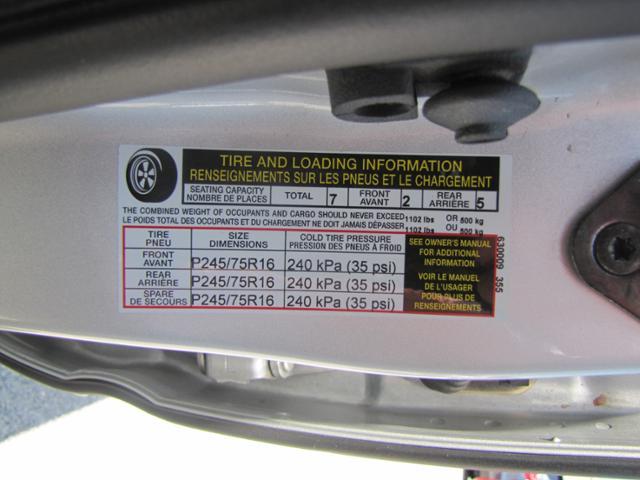 TIRE AND LOADING INFORMATION
RENSEIGNEMENTS SUR LES PNEUS ET LE CHARGEMENT
SEATING CAPACITY
NOMBRE DE PLACES
TOTAL 7
FRONT
AVANT
2
REAR
ARRIÈRE
5
THE COMBINED WEIGHT OF OCCUPANTS AND CARGO SHOULD NEVER EXCEED 1102 lbs OR 500 kg
LE POIDS TOTAL DES OCCUPANTS ET DU CHARGEMENT NE DOIT JAMAIS DÉPASSER 1102 lbs OU 500 kg
TIRE
PNEU
SIZE
DIMENSIONS
COLD TIRE PRESSURE
PRESSION DES PNEUS À FROID
FRONT
AVANT
P245/75R16
240 kPa (35 psi)
REAR
ARRIÈRE
P245/75R16
240 kPa (35 psi)
SPARE
DE SECOURS
P245/75R16
240 kPa (35 psi)
SEE OWNER'S MANUAL
FOR ADDITIONAL
INFORMATION
VOIR LE MANUEL
DE L'USAGER
POUR PLUS DE
RENSEIGNEMENTS
630009 355